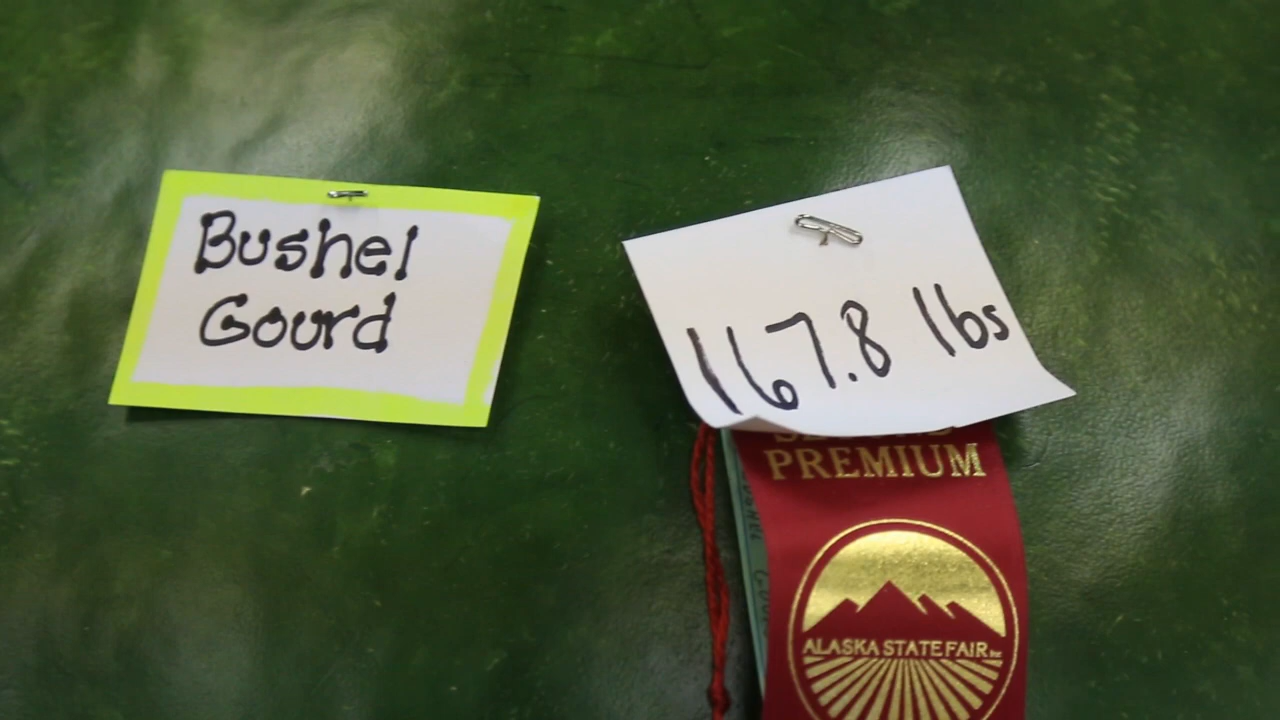 Bushel
Gourd
167.8 lbs
PREMIUM
ALASKA STATE FAIR